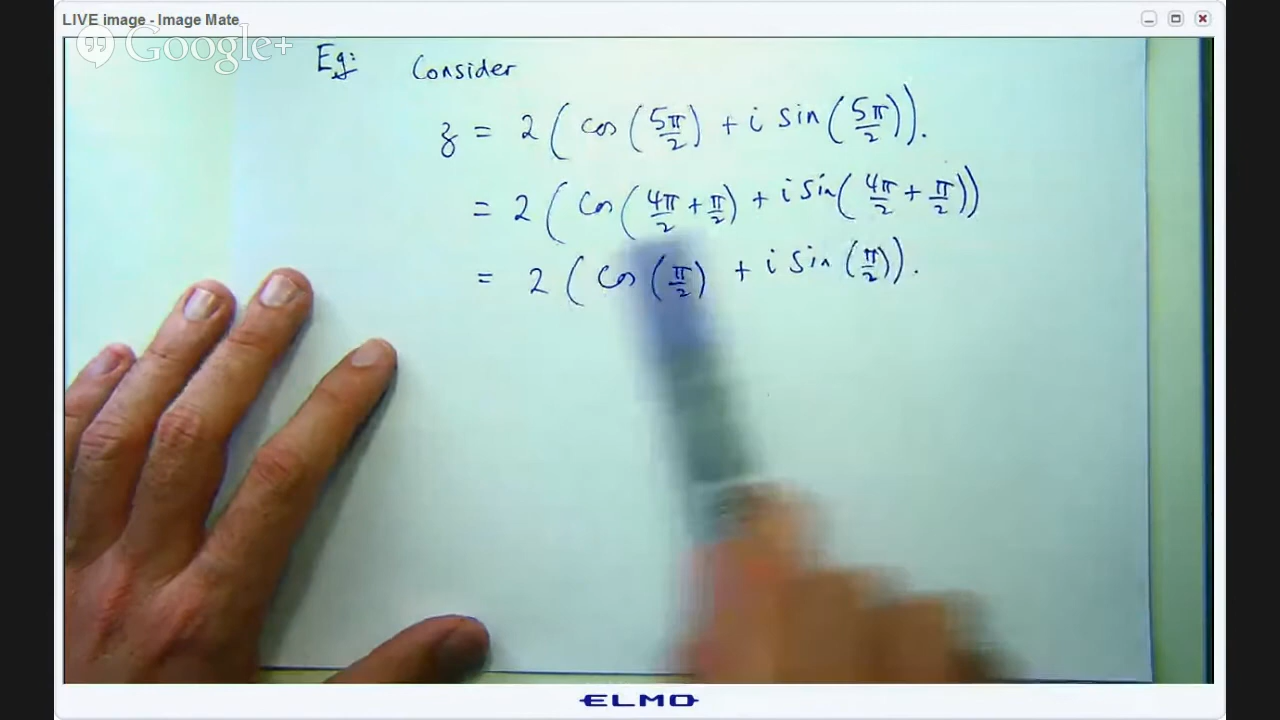 LIVE image - Image Mate
Google+
Eg: Consider
z = 2 ( cos ( 5π/2 ) + i sin ( 5π/2 ) ).
= 2 ( cos ( 4π/2 + π/2 ) + i sin ( 4π/2 + π/2 ) )
= 2 ( cos ( π/2 ) + i sin ( π/2 ) ).
ELMO